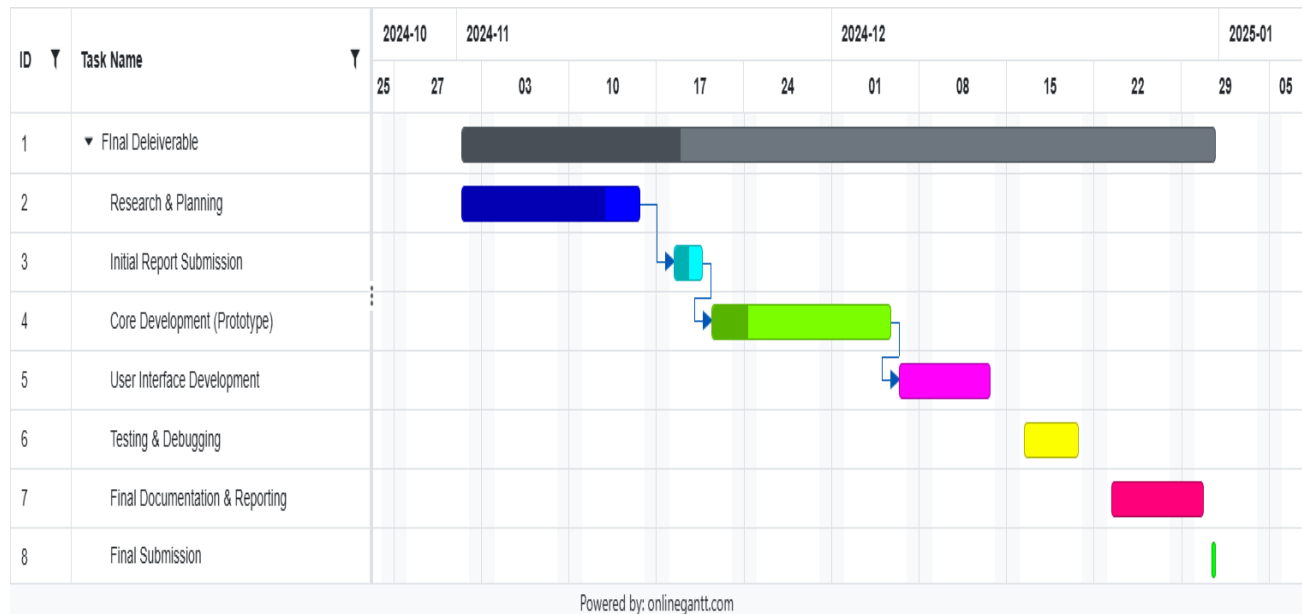 2024-10 2024-11 2024-12 2025-01
ID Task Name
25 27 03 10 17 24 01 08 15 22 29 05
1 FInal Deleiverable
2 Research & Planning
3 Initial Report Submission
4 Core Development (Prototype)
5 User Interface Development
6 Testing & Debugging
7 Final Documentation & Reporting
8 Final Submission
Powered by: onlinegantt.com